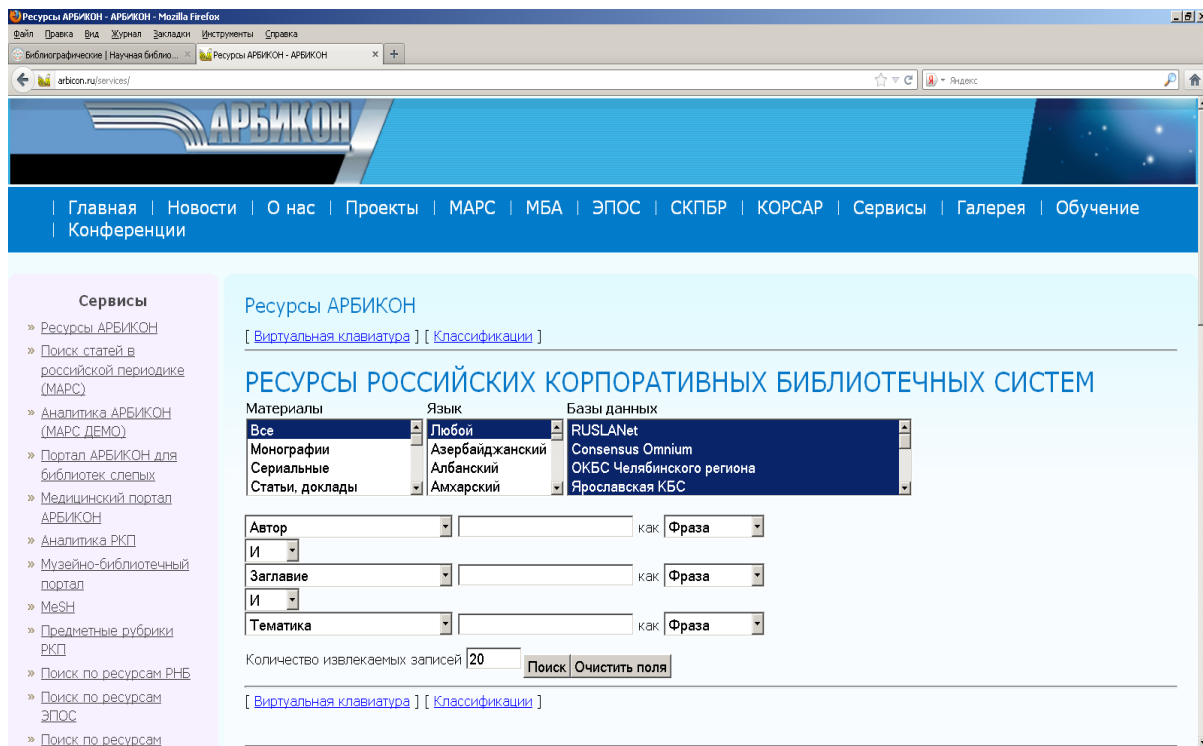 Ресурсы АРБИКОН - АРБИКОН - Mozilla Firefox
Файл Правка Вид Журнал Закладки Инструменты Справка
Библиографические | Научная библио... × Ресурсы АРБИКОН - АРБИКОН × +
arbicon.ru/services/ Яндекс
АРБИКОН
| Главная | Новости | О нас | Проекты | МАРС | МБА | ЭПОС | СКПБР | КОРСАР | Сервисы | Галерея | Обучение
| Конференции
Сервисы
» Ресурсы АРБИКОН
» Поиск статей в
российской периодике
(МАРС)
» Аналитика АРБИКОН
(МАРС ДЕМО)
» Портал АРБИКОН для
библиотек слепых
» Медицинский портал
АРБИКОН
» Аналитика РКП
» Музейно-библиотечный
портал
» MeSH
» Предметные рубрики
РКП
» Поиск по ресурсам РНБ
» Поиск по ресурсам
ЭПОС
» Поиск по ресурсам
Ресурсы АРБИКОН
[ Виртуальная клавиатура ] [ Классификации ]
РЕСУРСЫ РОССИЙСКИХ КОРПОРАТИВНЫХ БИБЛИОТЕЧНЫХ СИСТЕМ
Материалы Язык Базы данных
Все Любой RUSLANet
Монографии Азербайджанский Consensus Omnium
Сериальные Албанский ОКБС Челябинского региона
Статьи, доклады Амхарский Ярославская КБС
Автор как Фраза
И
Заглавие как Фраза
И
Тематика как Фраза
Количество извлекаемых записей 20 Поиск Очистить поля
[ Виртуальная клавиатура ] [ Классификации ]